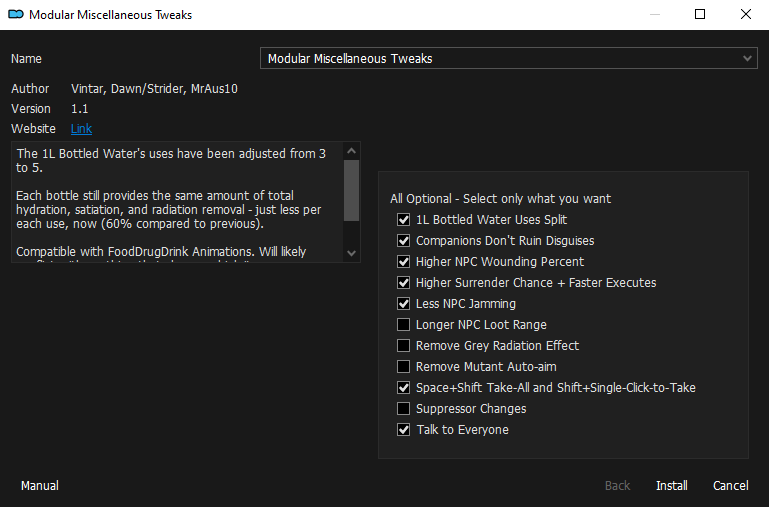 Modular Miscellaneous Tweaks
Name
Modular Miscellaneous Tweaks
Author Vintar, Dawn/Strider, MrAus10
Version 1.1
Website Link
The 1L Bottled Water's uses have been adjusted from 3
to 5.
Each bottle still provides the same amount of total
hydration, satiation, and radiation removal - just less per
each use, now (60% compared to previous).
Compatible with FoodDrugDrink Animations. Will likely
All Optional - Select only what you want
1L Bottled Water Uses Split
Companions Don't Ruin Disguises
Higher NPC Wounding Percent
Higher Surrender Chance + Faster Executes
Less NPC Jamming
Longer NPC Loot Range
Remove Grey Radiation Effect
Remove Mutant Auto-aim
Space+Shift Take-All and Shift+Single-Click-to-Take
Suppressor Changes
Talk to Everyone
Manual
Back
Install
Cancel